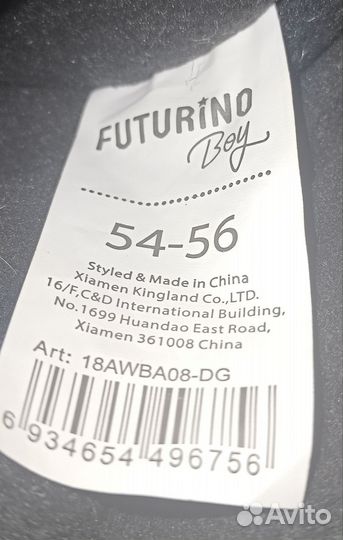 FUTURINO
Boy
54-56
Styled & Made in China
Xiamen Kingland Co.,LTD.
16/F,C&D International Building,
No.1699 Huandao East Road,
Xiamen 361008 China
Art: 18AWBA08-DG
6 934654 496756
Avito